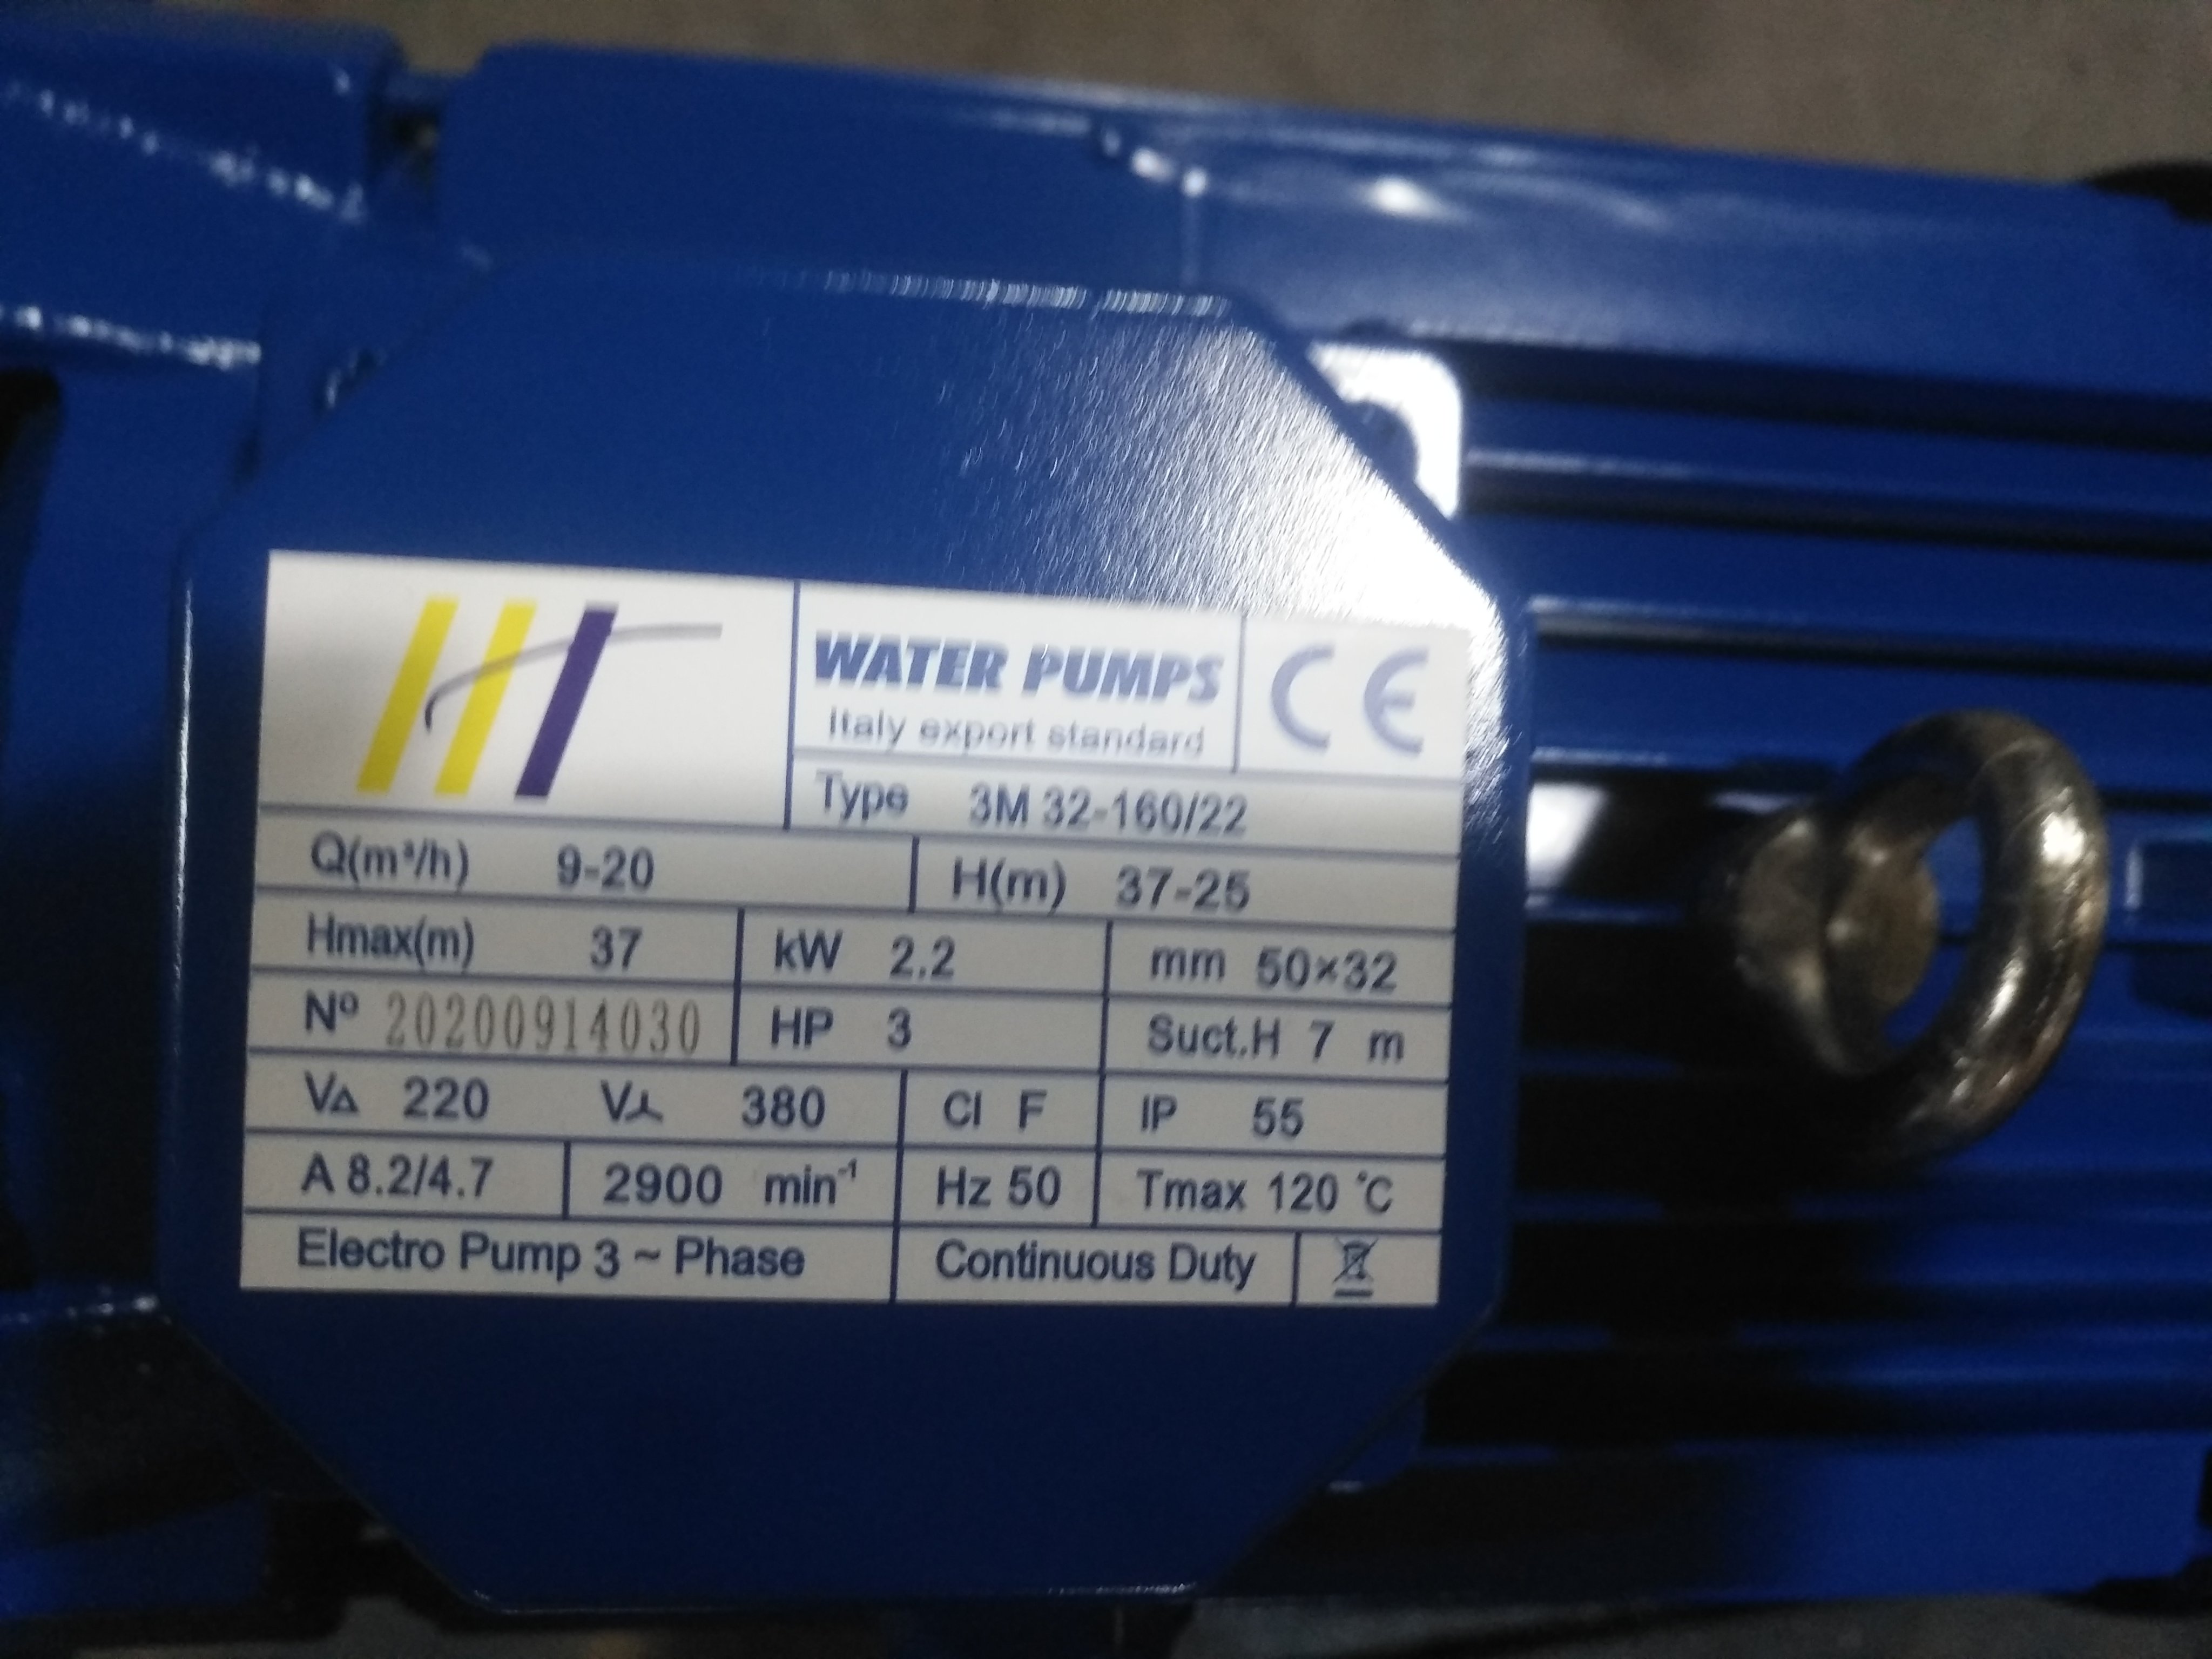 HT
WATER PUMPS
Italy export standard
CE
Type 3M 32-160/22
Q(m³/h) 9-20 H(m) 37-25
Hmax(m) 37 kW 2.2 mm 50×32
Nº 20200914030 HP 3 Suct.H 7 m
V△ 220 V⅄ 380 Cl F IP 55
A 8.2/4.7 2900 min⁻¹ Hz 50 Tmax 120 ℃
Electro Pump 3 ~ Phase Continuous Duty